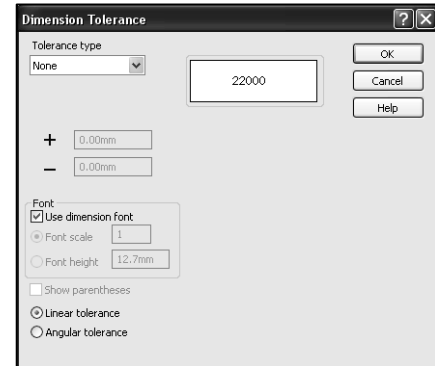 Dimension Tolerance
Tolerance type
None
22000
OK
Cancel
Help
+ 0.00mm
− 0.00mm
Font
Use dimension font
Font scale 1
Font height 12.7mm
Show parentheses
Linear tolerance
Angular tolerance